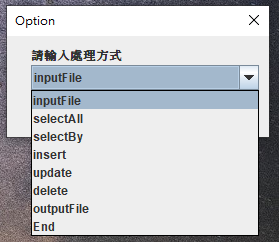 Option
請輸入處理方式
inputFile
inputFile
selectAll
selectBy
insert
update
delete
outputFile
End